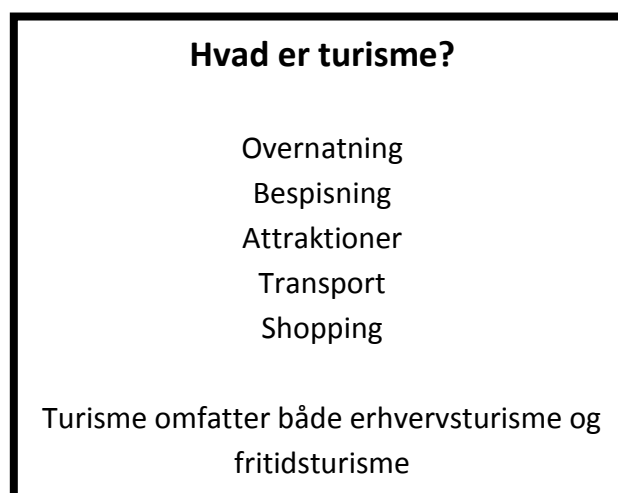 Hvad er turisme?
Overnatning
Bespisning
Attraktioner
Transport
Shopping
Turisme omfatter både erhvervsturisme og
fritidsturisme